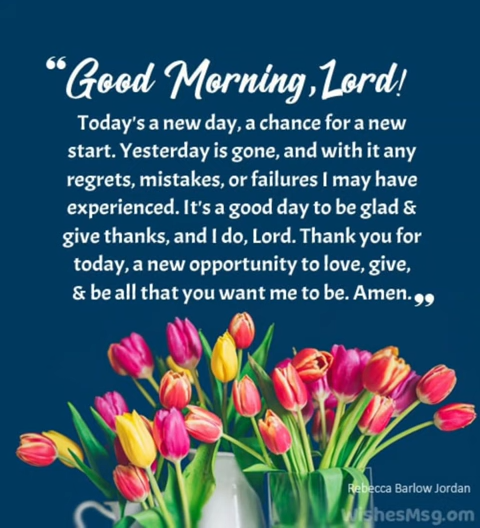 “Good Morning, Lord!
Today's a new day, a chance for a new
start. Yesterday is gone, and with it any
regrets, mistakes, or failures I may have
experienced. It's a good day to be glad &
give thanks, and I do, Lord. Thank you for
today, a new opportunity to love, give,
& be all that you want me to be. Amen.”
Rebecca Barlow Jordan
WishesMsg.om